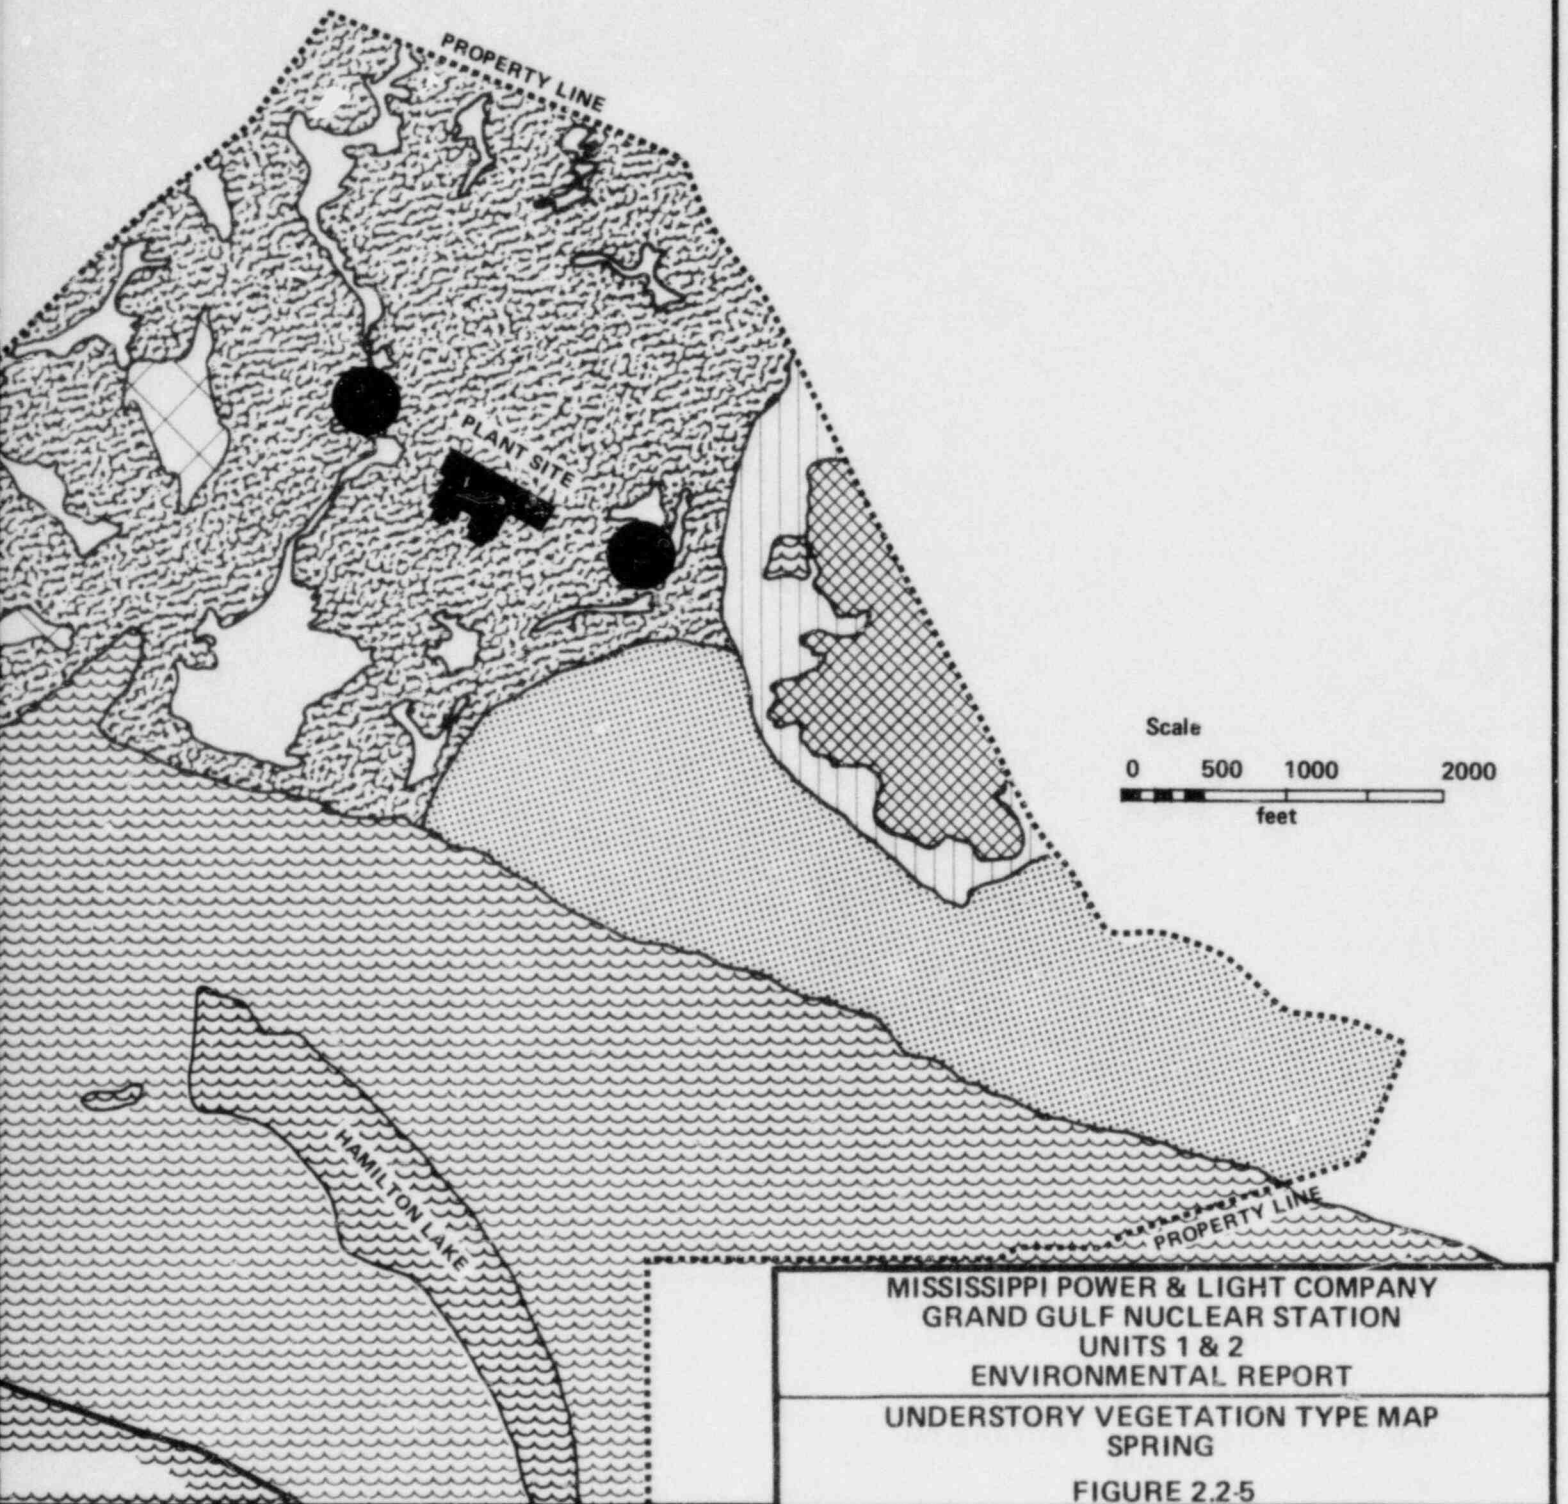 PROPERTY LINE
PLANT SITE
Scale
0 500 1000 2000
feet
HAMILTON LAKE
PROPERTY LINE
MISSISSIPPI POWER & LIGHT COMPANY
GRAND GULF NUCLEAR STATION
UNITS 1 & 2
ENVIRONMENTAL REPORT
UNDERSTORY VEGETATION TYPE MAP
SPRING
FIGURE 2.2-5